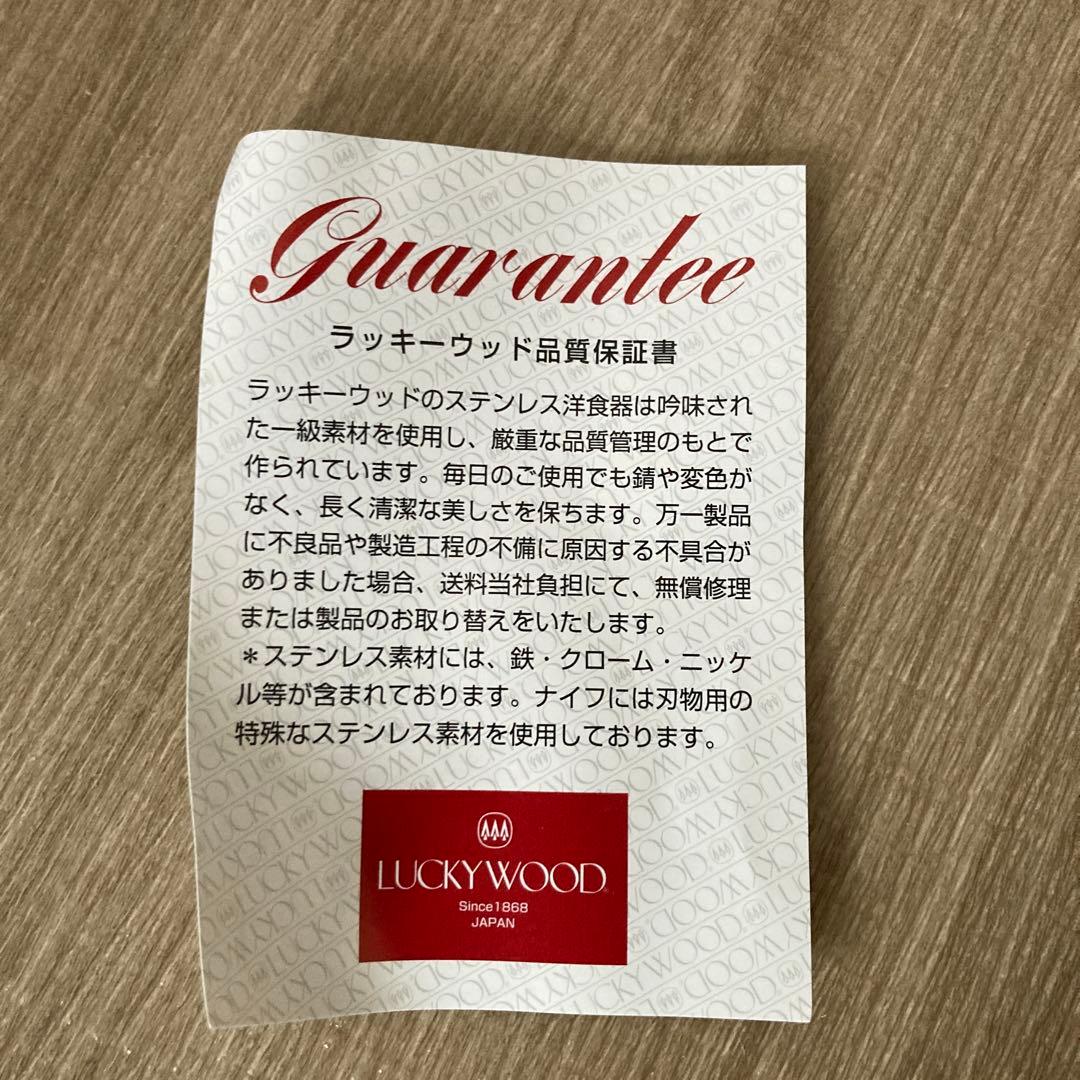 Guarantee
ラッキーウッド品質保証書
ラッキーウッドのステンレス洋食器は吟味され
た一級素材を使用し、厳重な品質管理のもとで
作られています。毎日のご使用でも錆や変色が
なく、長く清潔な美しさを保ちます。万一製品
に不良品や製造工程の不備に原因する不具合が
ありました場合、送料当社負担にて、無償修理
または製品のお取り替えをいたします。
＊ステンレス素材には、鉄・クローム・ニッケ
ル等が含まれております。ナイフには刃物用の
特殊なステンレス素材を使用しております。
LUCKYWOOD
Since1868
JAPAN